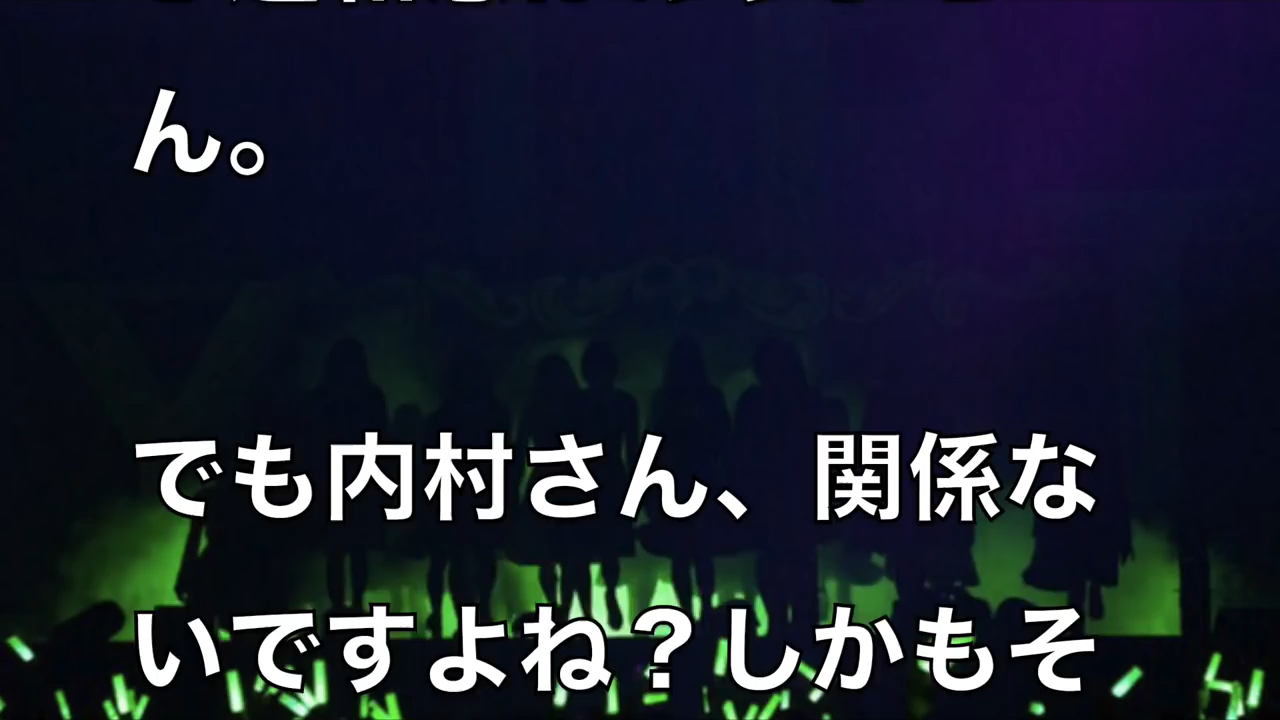 ん。
でも内村さん、関係な
いですよね？しかもそ